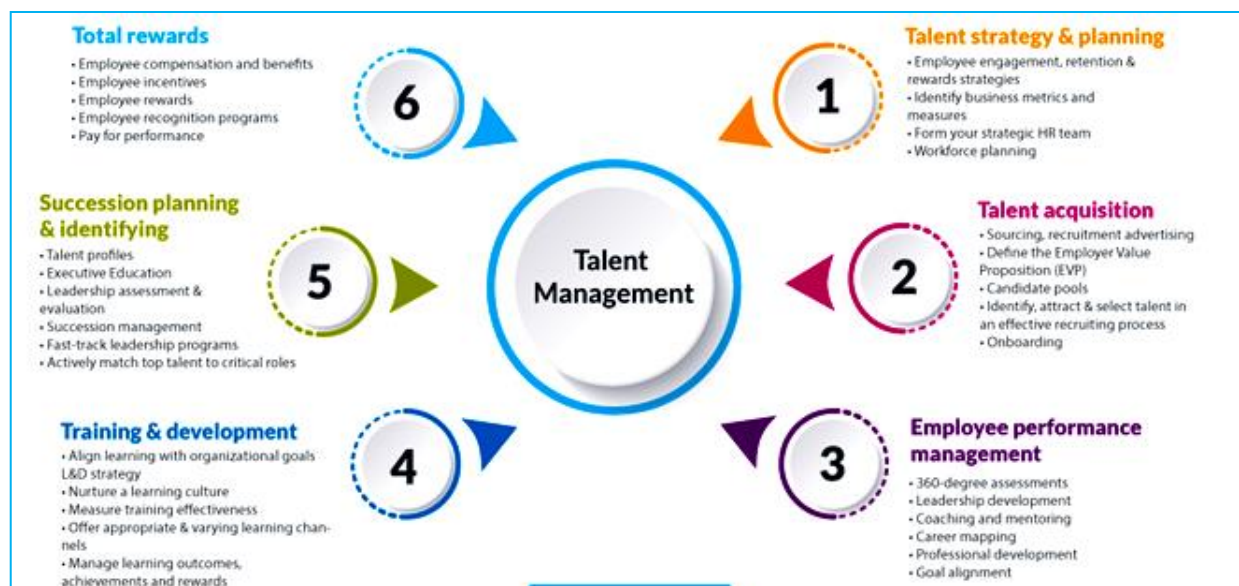 Total rewards
• Employee compensation and benefits
• Employee incentives
• Employee rewards
• Employee recognition programs
• Pay for performance
6
Talent strategy & planning
• Employee engagement, retention &
rewards strategies
• Identify business metrics and
measures
• Form your strategic HR team
• Workforce planning
1
Succession planning
& identifying
• Talent profiles
• Executive Education
• Leadership assessment &
evaluation
• Succession management
• Fast-track leadership programs
• Actively match top talent to critical roles
5
Talent
Management
Talent acquisition
• Sourcing, recruitment advertising
• Define the Employer Value
Proposition (EVP)
• Candidate pools
• Identify, attract & select talent in
an effective recruiting process
• Onboarding
2
Training & development
• Align learning with organizational goals
L&D strategy
• Nurture a learning culture
• Measure training effectiveness
• Offer appropriate & varying learning chan-
nels
• Manage learning outcomes,
achievements and rewards
4
Employee performance
management
• 360-degree assessments
• Leadership development
• Coaching and mentoring
• Career mapping
• Professional development
• Goal alignment
3